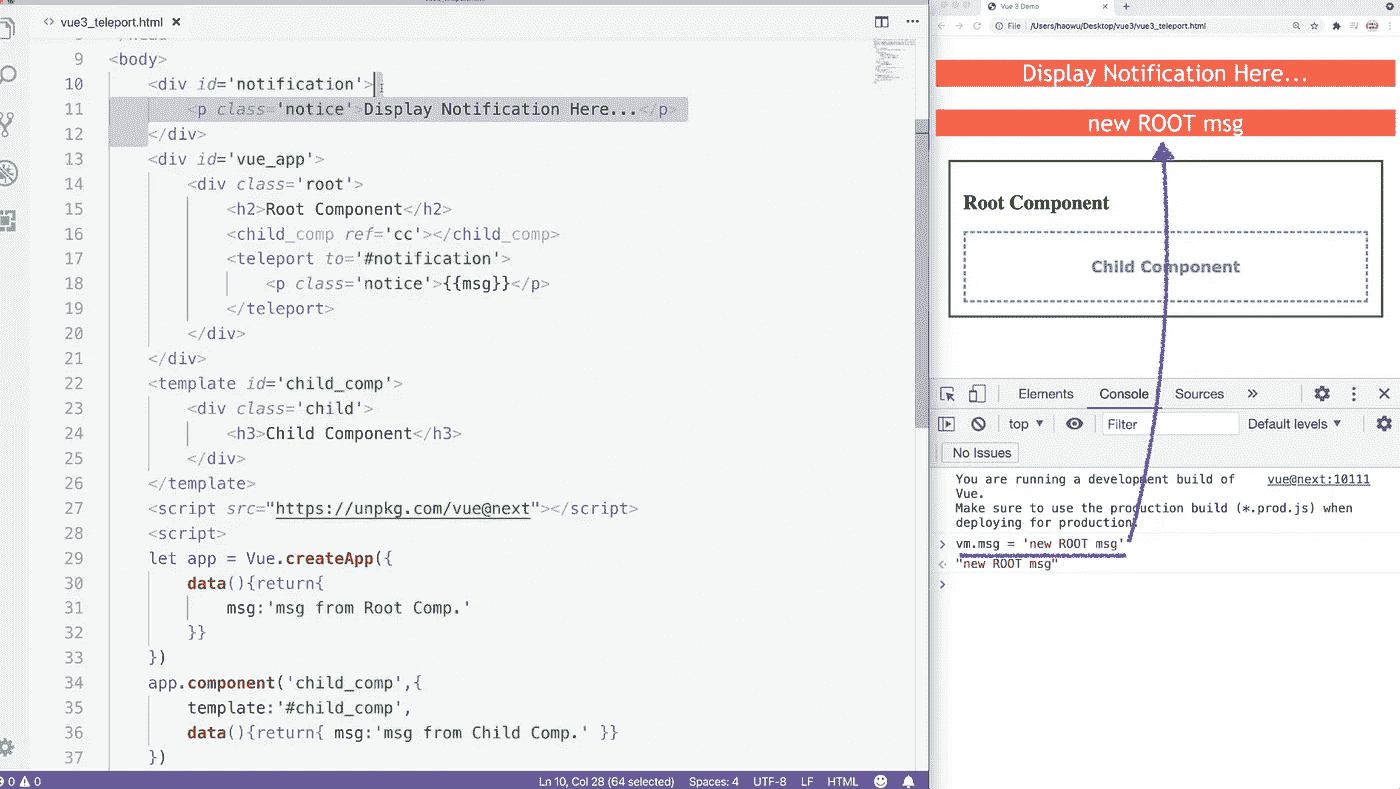 vue3_teleport.html
9 <body>
10 <div id='notification'>
11 <p class='notice'>Display Notification Here...</p>
12 </div>
13 <div id='vue_app'>
14 <div class='root'>
15 <h2>Root Component</h2>
16 <child_comp ref='cc'></child_comp>
17 <teleport to='#notification'>
18 <p class='notice'>{{msg}}</p>
19 </teleport>
20 </div>
21 </div>
22 <template id='child_comp'>
23 <div class='child'>
24 <h3>Child Component</h3>
25 </div>
26 </template>
27 <script src="https://unpkg.com/vue@next"></script>
28 <script>
29 let app = Vue.createApp({
30 data(){return{
31 msg:'msg from Root Comp.'
32 }}
33 })
34 app.component('child_comp',{
35 template:'#child_comp',
36 data(){return{ msg:'msg from Child Comp.' }}
37 })
0 0
Ln 10, Col 28 (64 selected) Spaces: 4 UTF-8 LF HTML
Vue 3 Demo
File /Users/haowu/Desktop/vue3/vue3_teleport.html
Display Notification Here...
new ROOT msg
Root Component
Child Component
Elements Console Sources
top Filter Default levels
No Issues
You are running a development build of vue@next:10111
Vue.
Make sure to use the production build (*.prod.js) when
deploying for production.
vm.msg = 'new ROOT msg'
"new ROOT msg"